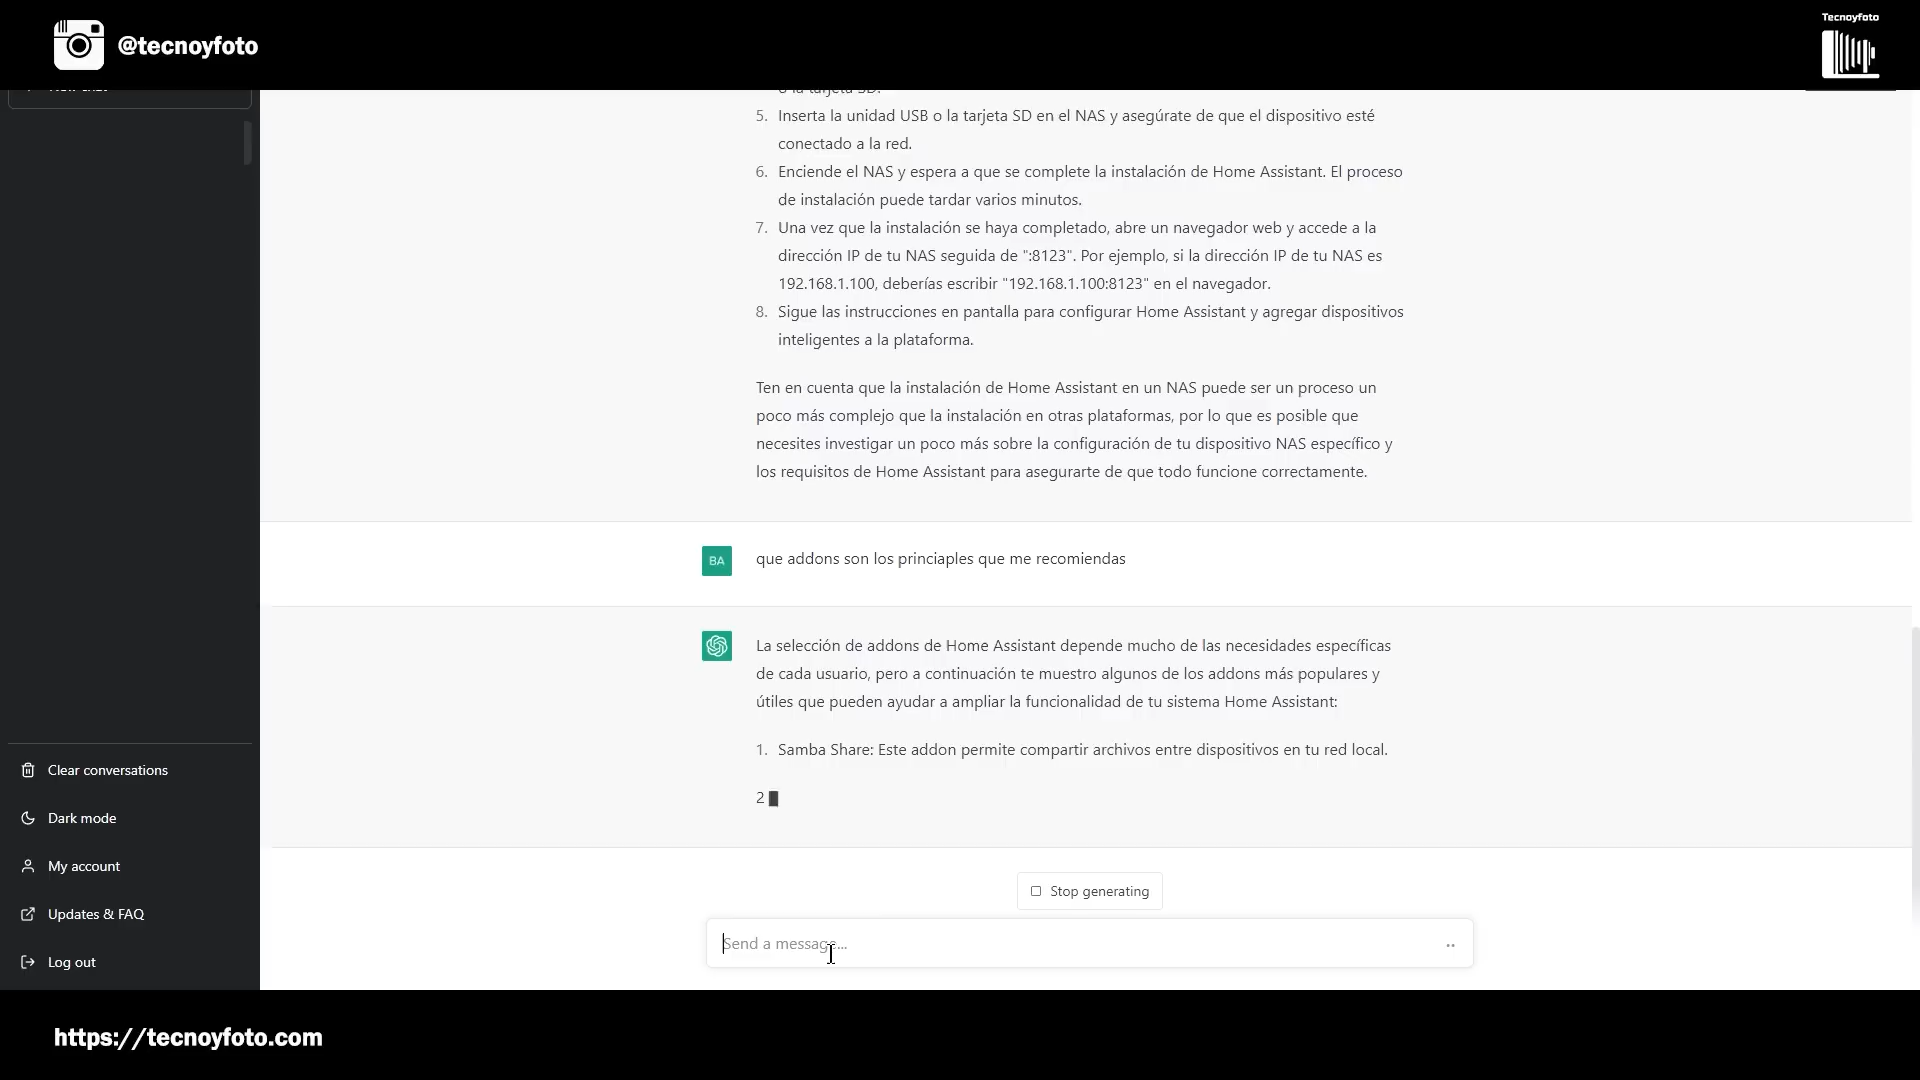 @tecnoyfoto
Tecnoyfoto
5. Inserta la unidad USB o la tarjeta SD en el NAS y asegúrate de que el dispositivo esté
conectado a la red.
6. Enciende el NAS y espera a que se complete la instalación de Home Assistant. El proceso
de instalación puede tardar varios minutos.
7. Una vez que la instalación se haya completado, abre un navegador web y accede a la
dirección IP de tu NAS seguida de ":8123". Por ejemplo, si la dirección IP de tu NAS es
192.168.1.100, deberías escribir "192.168.1.100:8123" en el navegador.
8. Sigue las instrucciones en pantalla para configurar Home Assistant y agregar dispositivos
inteligentes a la plataforma.
Ten en cuenta que la instalación de Home Assistant en un NAS puede ser un proceso un
poco más complejo que la instalación en otras plataformas, por lo que es posible que
necesites investigar un poco más sobre la configuración de tu dispositivo NAS específico y
los requisitos de Home Assistant para asegurarte de que todo funcione correctamente.
BA
que addons son los princiaples que me recomiendas
La selección de addons de Home Assistant depende mucho de las necesidades específicas
de cada usuario, pero a continuación te muestro algunos de los addons más populares y
útiles que pueden ayudar a ampliar la funcionalidad de tu sistema Home Assistant:
1. Samba Share: Este addon permite compartir archivos entre dispositivos en tu red local.
2
Clear conversations
Dark mode
My account
Updates & FAQ
Log out
Stop generating
Send a message...
https://tecnoyfoto.com